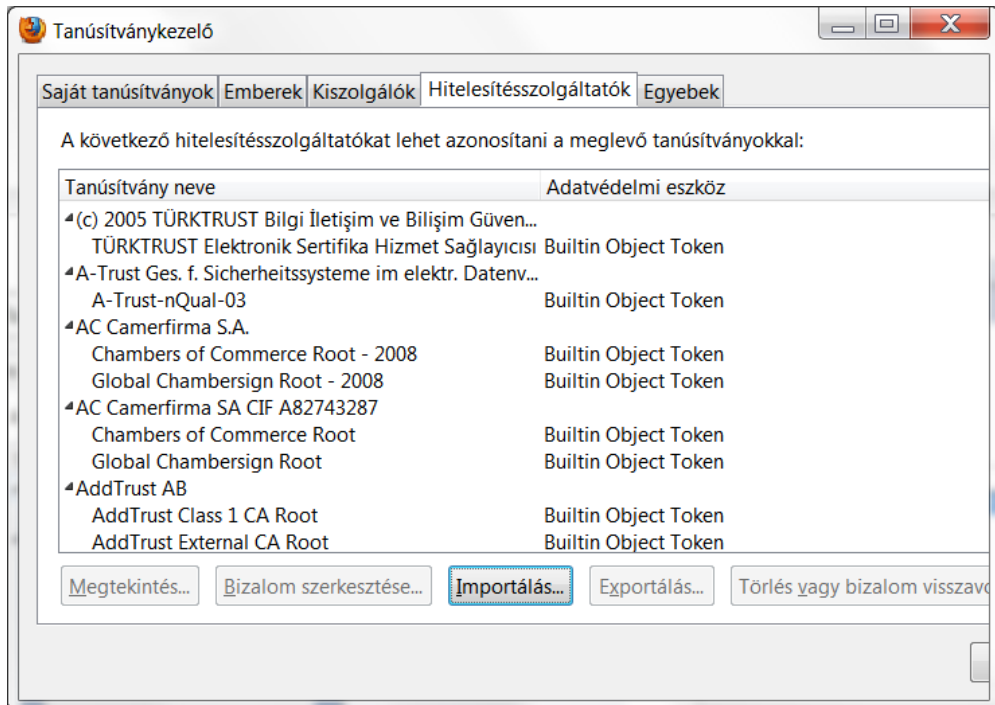 Tanúsítványkezelő
Saját tanúsítványok Emberek Kiszolgálók Hitelesítésszolgáltatók Egyebek
A következő hitelesítésszolgáltatókat lehet azonosítani a meglevő tanúsítványokkal:
Tanúsítvány neve Adatvédelmi eszköz
(c) 2005 TÜRKTRUST Bilgi İletişim ve Bilişim Güven...
TÜRKTRUST Elektronik Sertifika Hizmet Sağlayıcısı Builtin Object Token
A-Trust Ges. f. Sicherheitssysteme im elektr. Datenv...
A-Trust-nQual-03 Builtin Object Token
AC Camerfirma S.A.
Chambers of Commerce Root - 2008 Builtin Object Token
Global Chambersign Root - 2008 Builtin Object Token
AC Camerfirma SA CIF A82743287
Chambers of Commerce Root Builtin Object Token
Global Chambersign Root Builtin Object Token
AddTrust AB
AddTrust Class 1 CA Root Builtin Object Token
AddTrust External CA Root Builtin Object Token
Megtekintés... Bizalom szerkesztése... Importálás... Exportálás... Törlés vagy bizalom